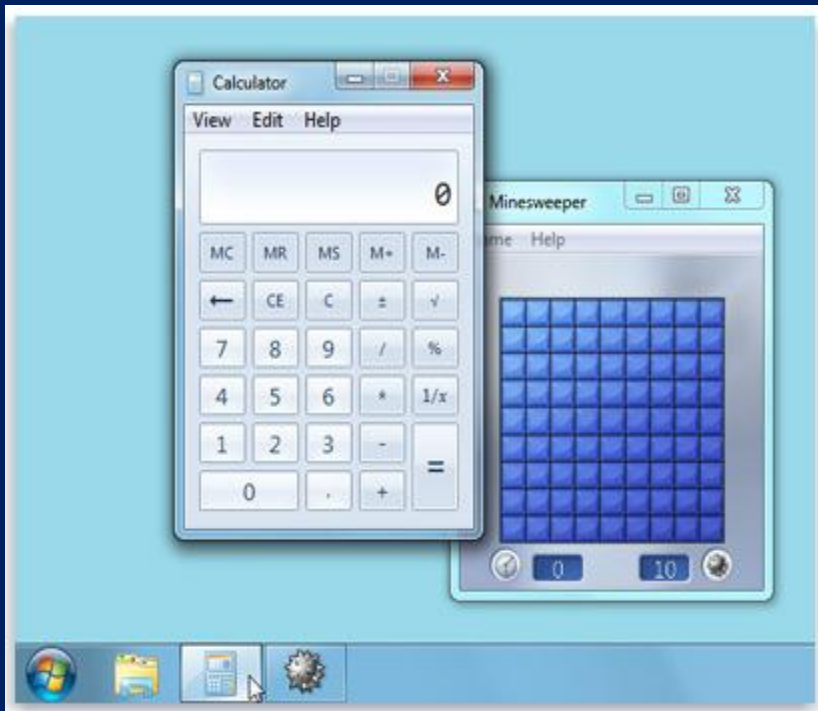 Calculator
View Edit Help
0
MC MR MS M+ M-
← CE C ± √
7 8 9 / %
4 5 6 * 1/x
1 2 3 -
=
0 . +
Minesweeper
ame Help
0 10